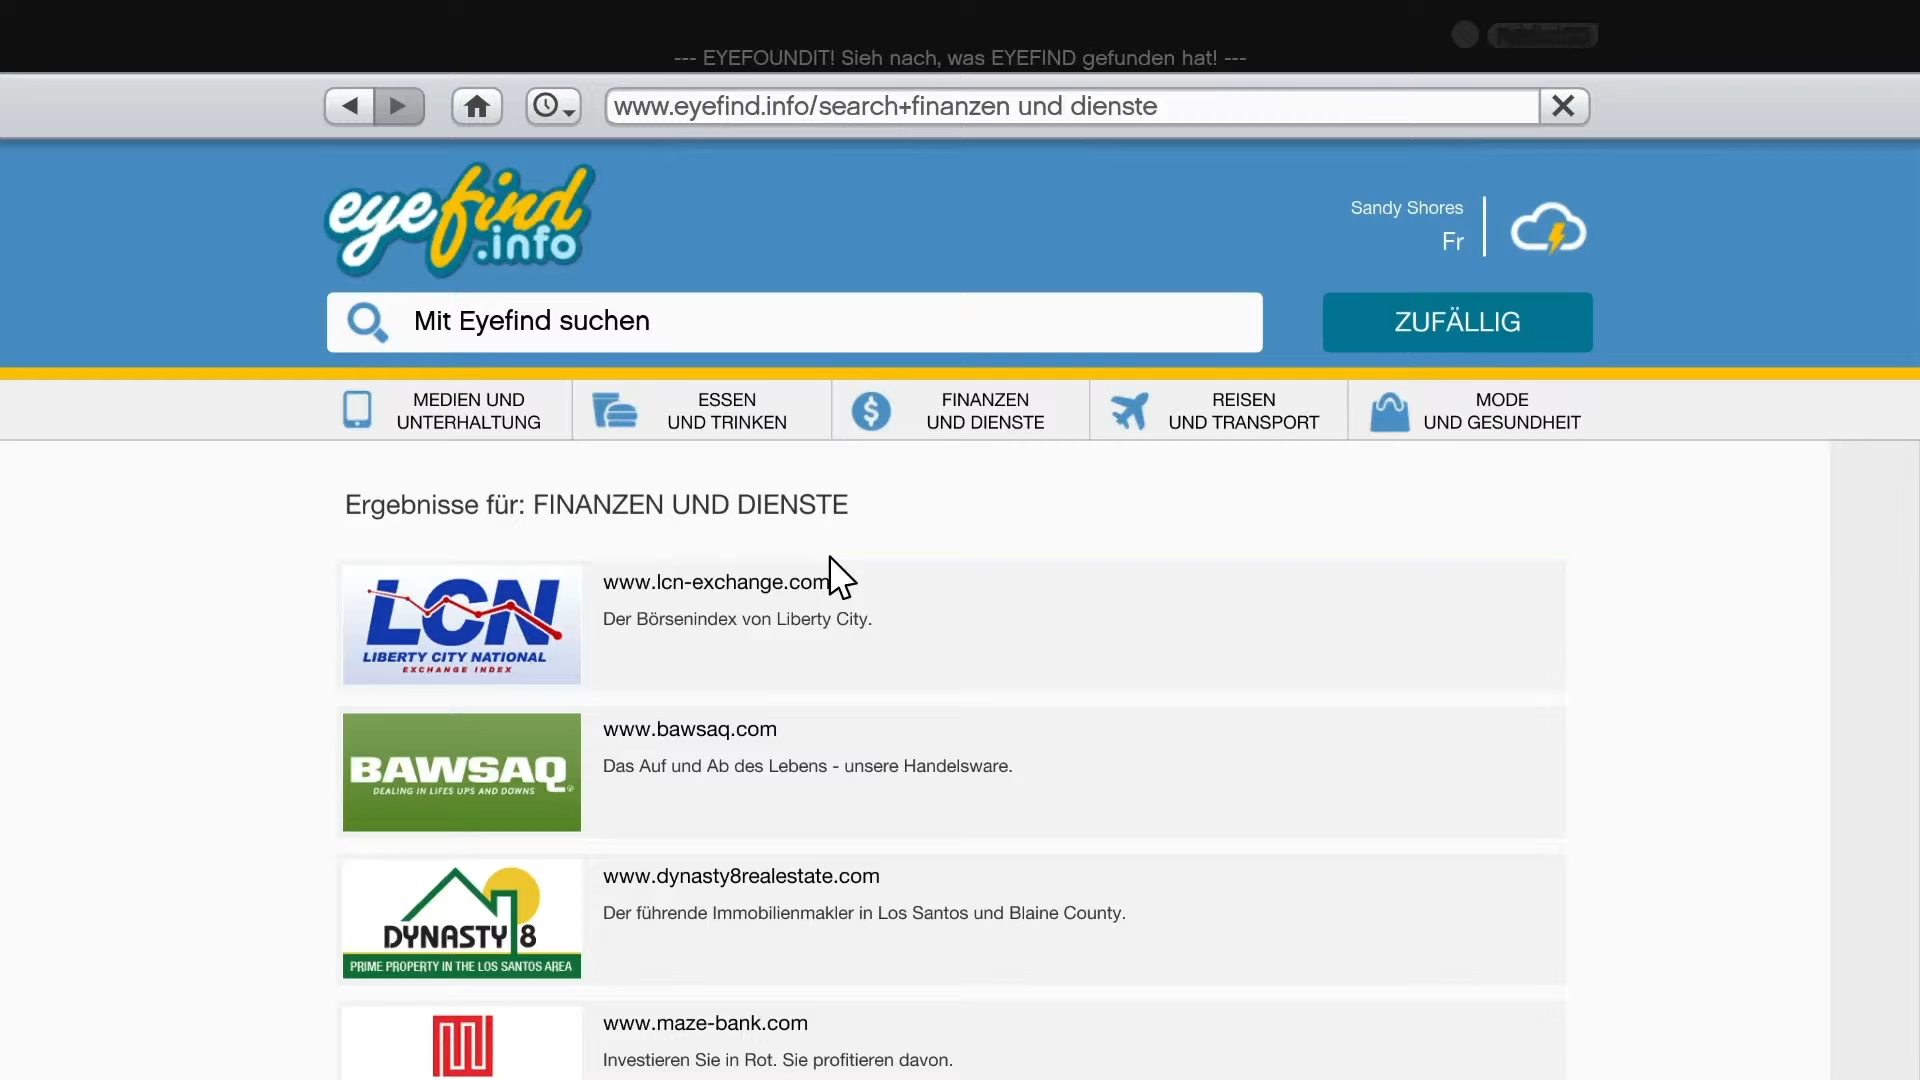 --- EYEFOUNDIT! Sieh nach, was EYEFIND gefunden hat! ---
www.eyefind.info/search+finanzen und dienste
eyefind
.info
Sandy Shores
Fr
Mit Eyefind suchen
ZUFÄLLIG
MEDIEN UND
UNTERHALTUNG
ESSEN
UND TRINKEN
FINANZEN
UND DIENSTE
REISEN
UND TRANSPORT
MODE
UND GESUNDHEIT
Ergebnisse für: FINANZEN UND DIENSTE
LCN
LIBERTY CITY NATIONAL
EXCHANGE INDEX
www.lcn-exchange.com
Der Börsenindex von Liberty City.
BAWSAQ
DEALING IN LIFES UPS AND DOWNS
www.bawsaq.com
Das Auf und Ab des Lebens - unsere Handelsware.
DYNASTY 8
PRIME PROPERTY IN THE LOS SANTOS AREA
www.dynasty8realestate.com
Der führende Immobilienmakler in Los Santos und Blaine County.
www.maze-bank.com
Investieren Sie in Rot. Sie profitieren davon.